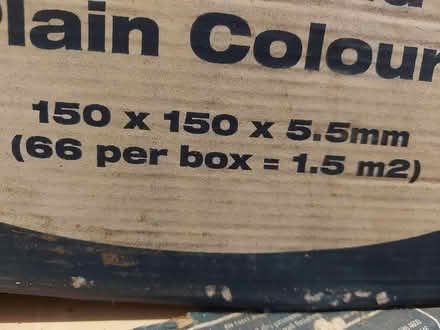 Plain Colour
150 x 150 x 5.5mm
(66 per box = 1.5 m2)